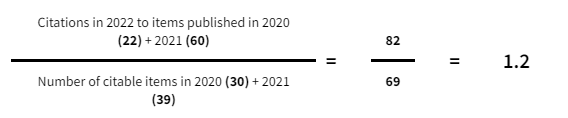 Citations in 2022 to items published in 2020
(22) + 2021 (60)
Number of citable items in 2020 (30) + 2021
(39)
=
82
69
=
1.2